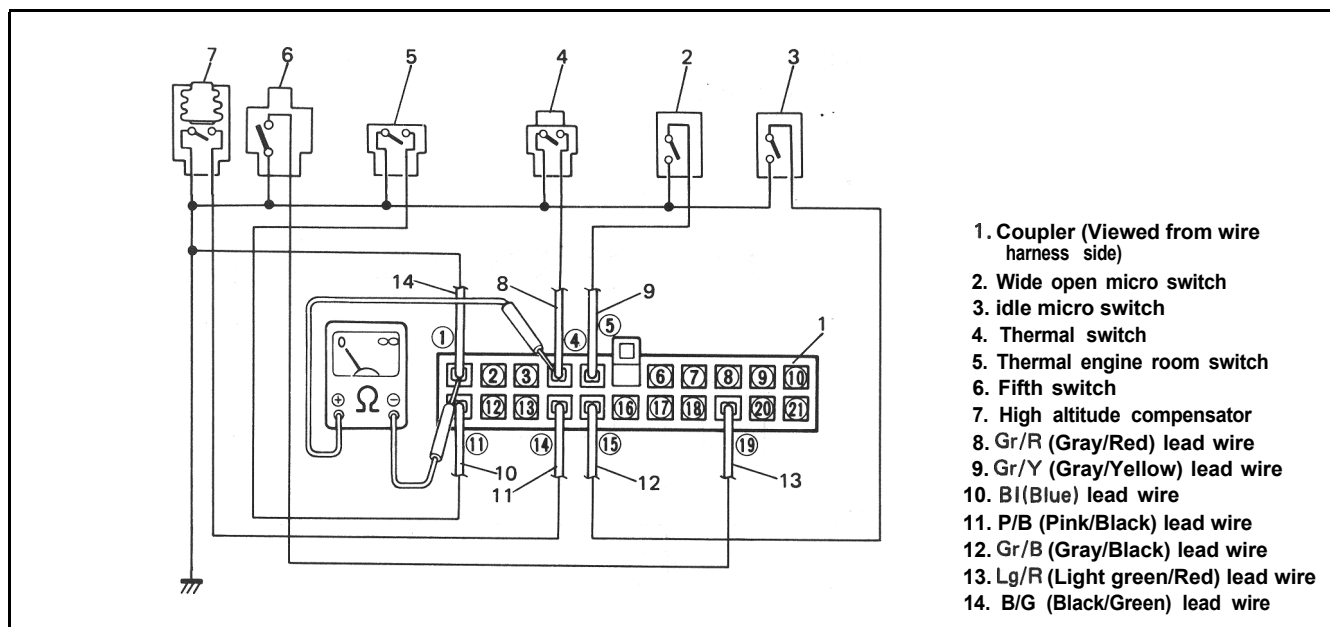 7
6
5
4
2
3
14
8
9
1
0
∞
⊕
Ω
⊖
①
④
⑤
②
③
⑥
⑦
⑧
⑨
⑩
⑫
⑬
⑯
⑰
⑱
⑳
㉑
⑪
⑭
⑮
⑲
10
11
12
13
1. Coupler (Viewed from wire
harness side)
2. Wide open micro switch
3. idle micro switch
4. Thermal switch
5. Thermal engine room switch
6. Fifth switch
7. High altitude compensator
8. Gr/R (Gray/Red) lead wire
9. Gr/Y (Gray/Yellow) lead wire
10. Bl(Blue) lead wire
11. P/B (Pink/Black) lead wire
12. Gr/B (Gray/Black) lead wire
13. Lg/R (Light green/Red) lead wire
14. B/G (Black/Green) lead wire